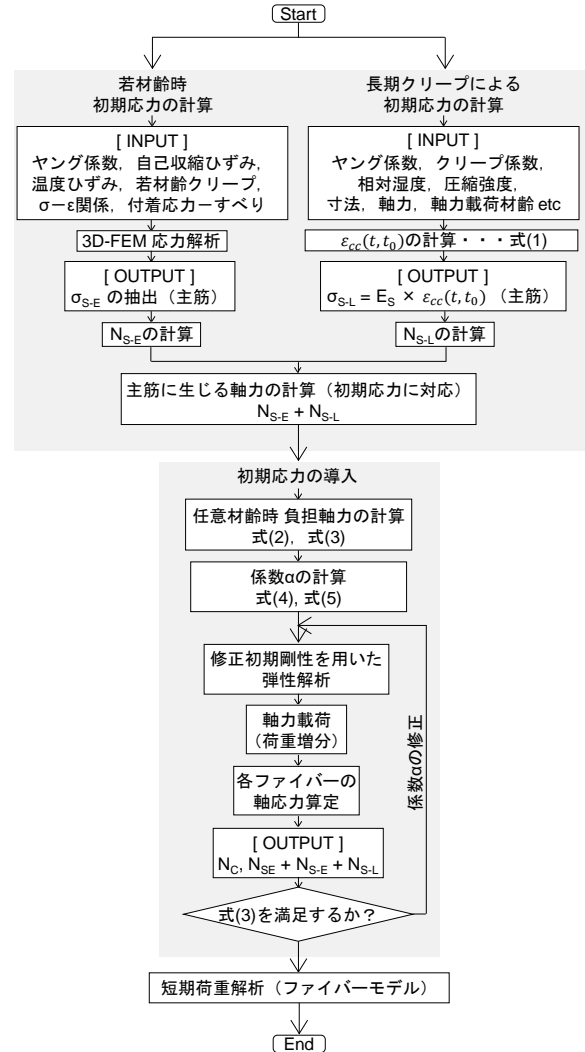 Start
若材齢時
初期応力の計算
[ INPUT ]
ヤング係数，自己収縮ひずみ，
温度ひずみ，若材齢クリープ，
σ－ε関係，付着応力－すべり
3D-FEM 応力解析
[ OUTPUT ]
σS-E の抽出（主筋）
NS-Eの計算
長期クリープによる
初期応力の計算
[ INPUT ]
ヤング係数，クリープ係数，
相対湿度，圧縮強度，
寸法，軸力，軸力載荷材齢 etc
εcc(t, t0)の計算・・・式(1)
[ OUTPUT ]
σS-L = ES × εcc(t, t0) （主筋）
NS-Lの計算
主筋に生じる軸力の計算（初期応力に対応）
NS-E + NS-L
初期応力の導入
任意材齢時 負担軸力の計算
式(2)，式(3)
係数αの計算
式(4), 式(5)
修正初期剛性を用いた
弾性解析
軸力載荷
（荷重増分）
各ファイバーの
軸応力算定
[ OUTPUT ]
NC, NSE + NS-E + NS-L
式(3)を満足するか？
係数αの修正
短期荷重解析（ファイバーモデル）
End